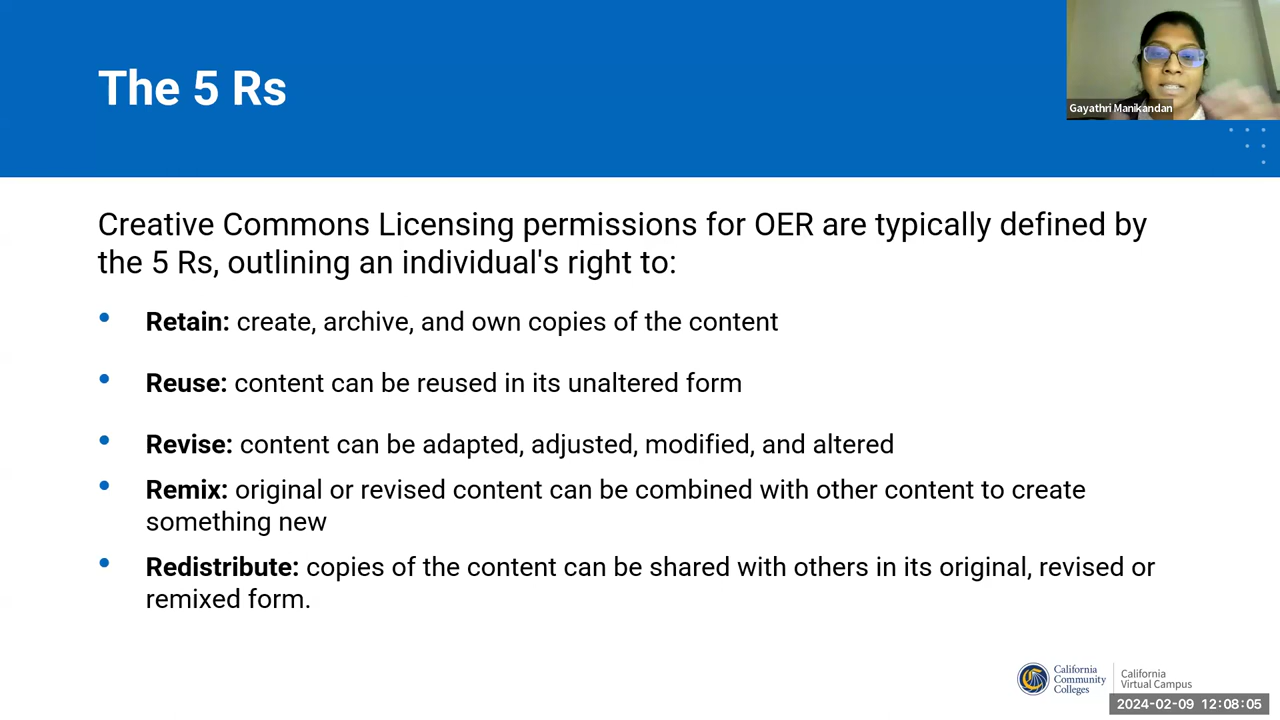 The 5 Rs
Gayathri Manikandan
Creative Commons Licensing permissions for OER are typically defined by
the 5 Rs, outlining an individual's right to:
• Retain: create, archive, and own copies of the content
• Reuse: content can be reused in its unaltered form
• Revise: content can be adapted, adjusted, modified, and altered
• Remix: original or revised content can be combined with other content to create
something new
• Redistribute: copies of the content can be shared with others in its original, revised or
remixed form.
California
Community
Colleges
California
Virtual Campus
2024-02-09 12:08:05